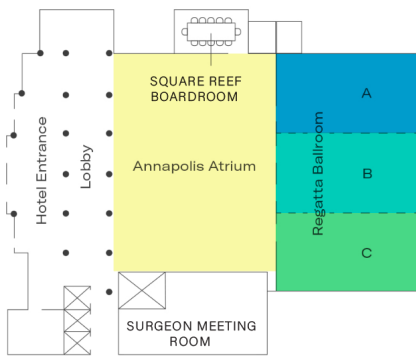 SQUARE REEF
BOARDROOM
A
Hotel Entrance
Lobby
Annapolis Atrium
Regatta Ballroom
B
C
SURGEON MEETING
ROOM